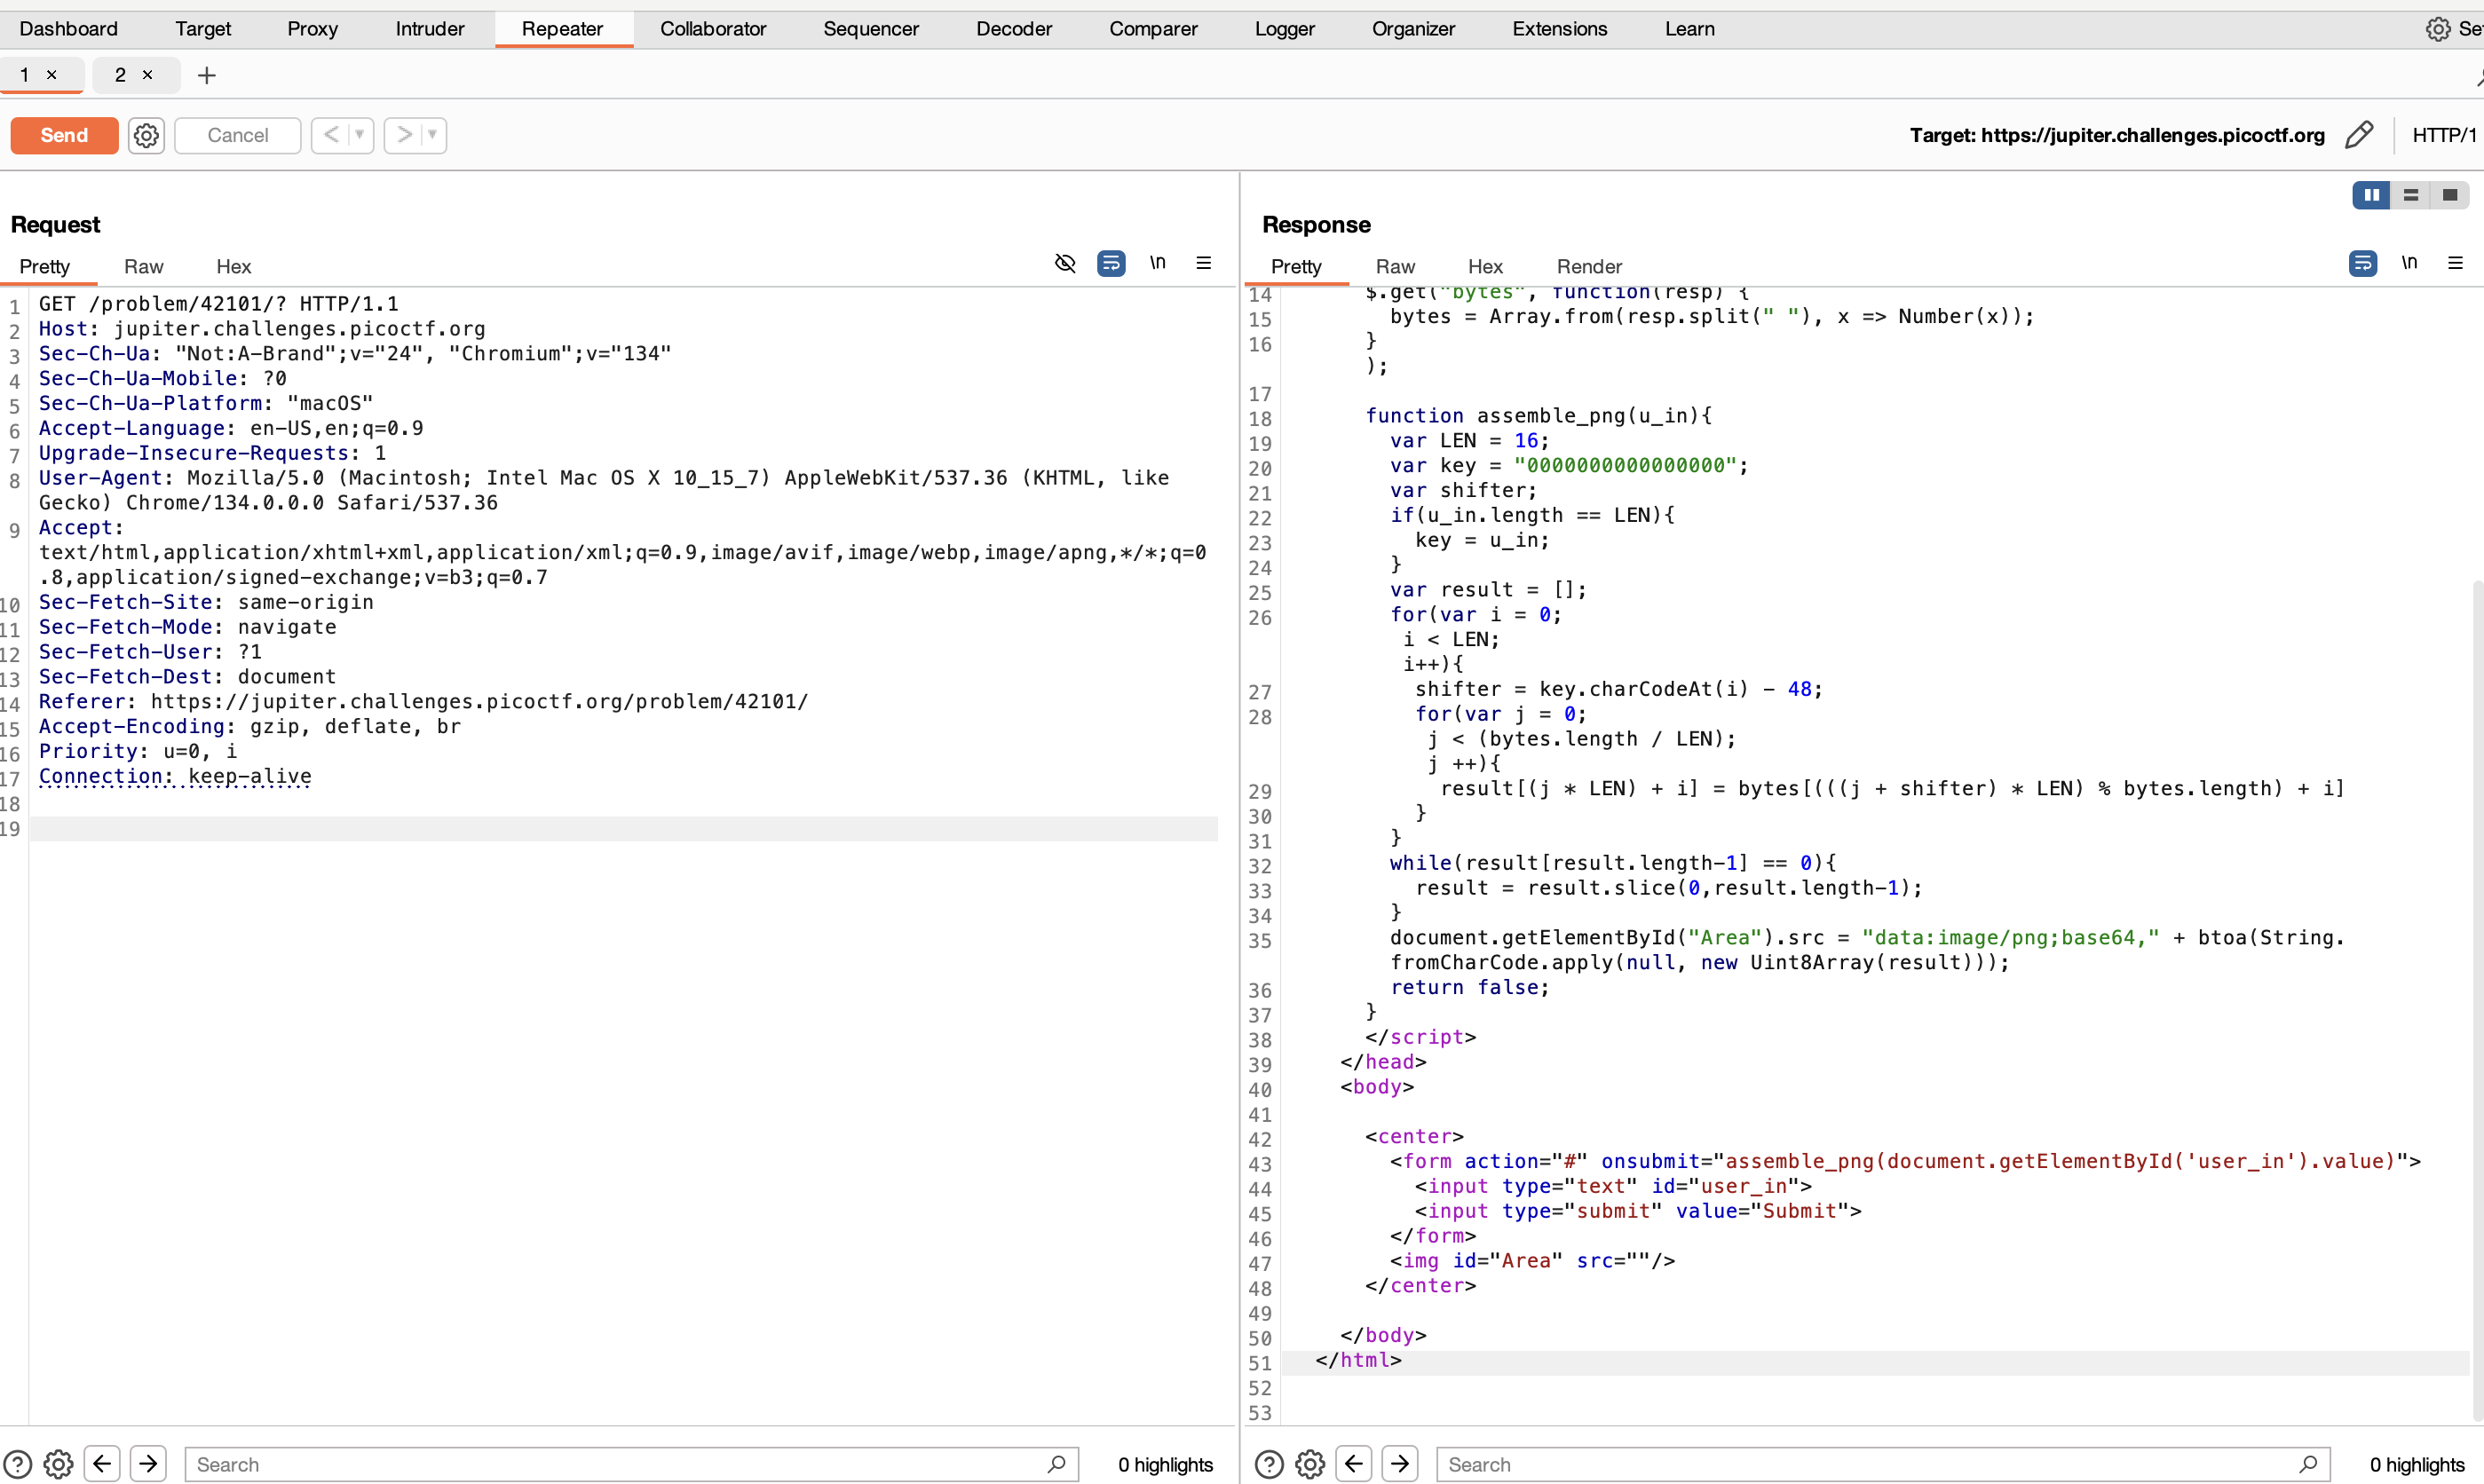 Dashboard Target Proxy Intruder Repeater Collaborator Sequencer Decoder Comparer Logger Organizer Extensions Learn
1 × 2 × +
Send Cancel < > Target: https://jupiter.challenges.picoctf.org HTTP/1
Request
Pretty Raw Hex \n
1 GET /problem/42101/? HTTP/1.1
2 Host: jupiter.challenges.picoctf.org
3 Sec-Ch-Ua: "Not:A-Brand";v="24", "Chromium";v="134"
4 Sec-Ch-Ua-Mobile: ?0
5 Sec-Ch-Ua-Platform: "macOS"
6 Accept-Language: en-US,en;q=0.9
7 Upgrade-Insecure-Requests: 1
8 User-Agent: Mozilla/5.0 (Macintosh; Intel Mac OS X 10_15_7) AppleWebKit/537.36 (KHTML, like
Gecko) Chrome/134.0.0.0 Safari/537.36
9 Accept:
text/html,application/xhtml+xml,application/xml;q=0.9,image/avif,image/webp,image/apng,*/*;q=0
.8,application/signed-exchange;v=b3;q=0.7
10 Sec-Fetch-Site: same-origin
11 Sec-Fetch-Mode: navigate
12 Sec-Fetch-User: ?1
13 Sec-Fetch-Dest: document
14 Referer: https://jupiter.challenges.picoctf.org/problem/42101/
15 Accept-Encoding: gzip, deflate, br
16 Priority: u=0, i
17 Connection: keep-alive
18
19
Search 0 highlights
Response
Pretty Raw Hex Render \n
14 $.get("bytes", function(resp) {
15 bytes = Array.from(resp.split(" "), x => Number(x));
16 }
);
17
18 function assemble_png(u_in){
19 var LEN = 16;
20 var key = "0000000000000000";
21 var shifter;
22 if(u_in.length == LEN){
23 key = u_in;
24 }
25 var result = [];
26 for(var i = 0;
i < LEN;
i++){
27 shifter = key.charCodeAt(i) - 48;
28 for(var j = 0;
j < (bytes.length / LEN);
j ++){
29 result[(j * LEN) + i] = bytes[(((j + shifter) * LEN) % bytes.length) + i]
30 }
31 }
32 while(result[result.length-1] == 0){
33 result = result.slice(0,result.length-1);
34 }
35 document.getElementById("Area").src = "data:image/png;base64," + btoa(String.
fromCharCode.apply(null, new Uint8Array(result)));
36 return false;
37 }
38 </script>
39 </head>
40 <body>
41
42 <center>
43 <form action="#" onsubmit="assemble_png(document.getElementById('user_in').value)">
44 <input type="text" id="user_in">
45 <input type="submit" value="Submit">
46 </form>
47 <img id="Area" src=""/>
48 </center>
49
50 </body>
51 </html>
52
53
Search 0 highlights